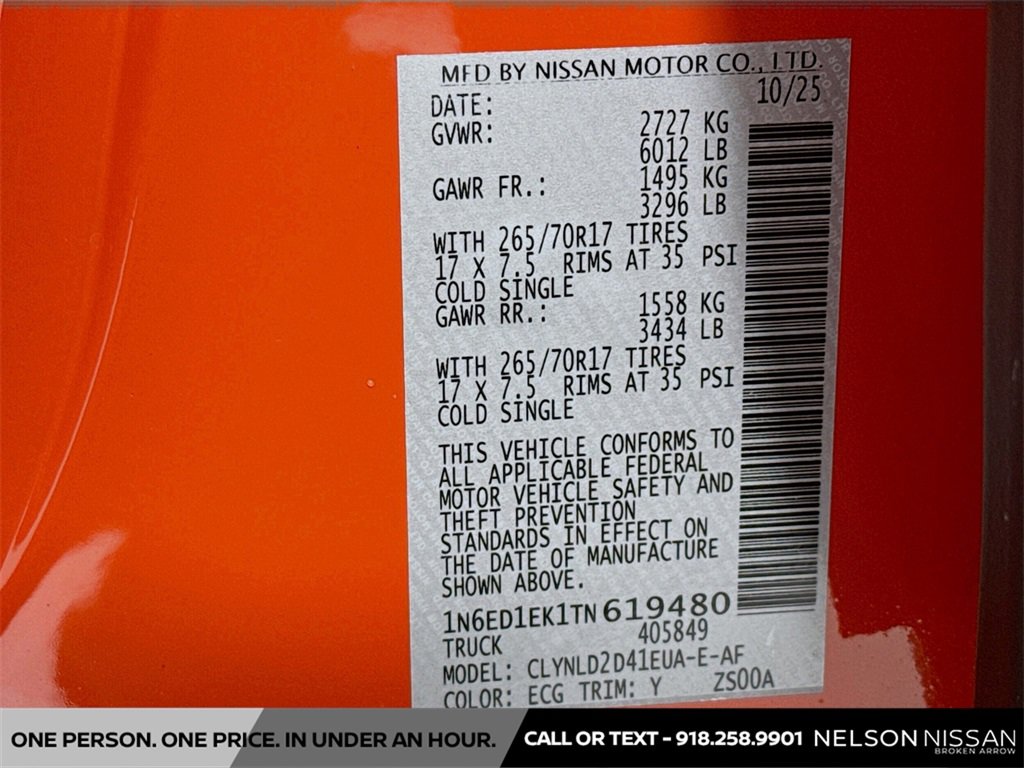 MFD BY NISSAN MOTOR CO., LTD.
DATE: 10/25
GVWR: 2727 KG
6012 LB
GAWR FR.: 1495 KG
3296 LB
WITH 265/70R17 TIRES
17 X 7.5 RIMS AT 35 PSI
COLD SINGLE
GAWR RR.: 1558 KG
3434 LB
WITH 265/70R17 TIRES
17 X 7.5 RIMS AT 35 PSI
COLD SINGLE
THIS VEHICLE CONFORMS TO
ALL APPLICABLE FEDERAL
MOTOR VEHICLE SAFETY AND
THEFT PREVENTION
STANDARDS IN EFFECT ON
THE DATE OF MANUFACTURE
SHOWN ABOVE.
1N6ED1EK1TN619480
TRUCK 405849
MODEL: CLYNLD2D41EUA-E-AF
COLOR: ECG TRIM: Y ZS00A
ONE PERSON. ONE PRICE. IN UNDER AN HOUR. CALL OR TEXT - 918.258.9901 NELSON NISSAN
BROKEN ARROW